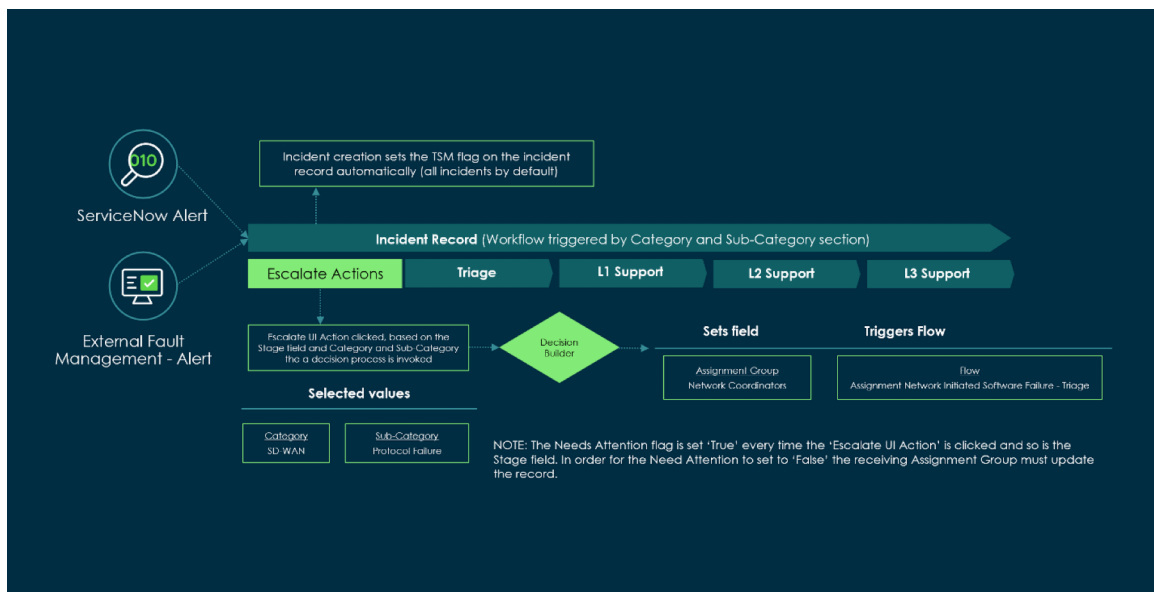 010
ServiceNow Alert
External Fault
Management - Alert
Incident creation sets the TSM flag on the incident
record automatically (all incidents by default)
Incident Record (Workflow triggered by Category and Sub-Category section)
Escalate Actions
Triage
L1 Support
L2 Support
L3 Support
Escalate UI Action clicked, based on the
Stage field and Category and Sub-Category
the a decision process is invoked
Decision
Builder
Sets field
Triggers Flow
Assignment Group
Network Coordinators
Flow
Assignment Network Initiated Software Failure - Triage
Selected values
Category
SD-WAN
Sub-Category
Protocol Failure
NOTE: The Needs Attention flag is set 'True' every time the 'Escalate UI Action' is clicked and so is the
Stage field. In order for the Need Attention to set to 'False' the receiving Assignment Group must update
the record.